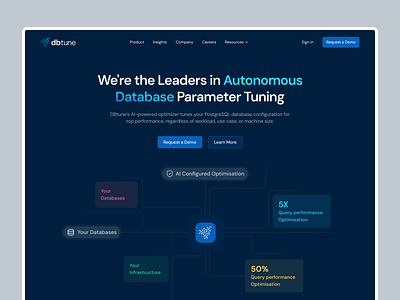 dbtune
Product Insights Company Careers Resources
Sign in Request a Demo
We're the Leaders in Autonomous
Database Parameter Tuning
DBtune's AI-powered optimizer tunes your PostgreSQL database configuration for
top performance, regardless of workload, use case, or machine size.
Request a Demo Learn More
AI Configured Optimisation
Your
Databases
5X
Query performance
Optimisation
Your Databases
Your
Infrastructure
50%
Query performance
Optimisation